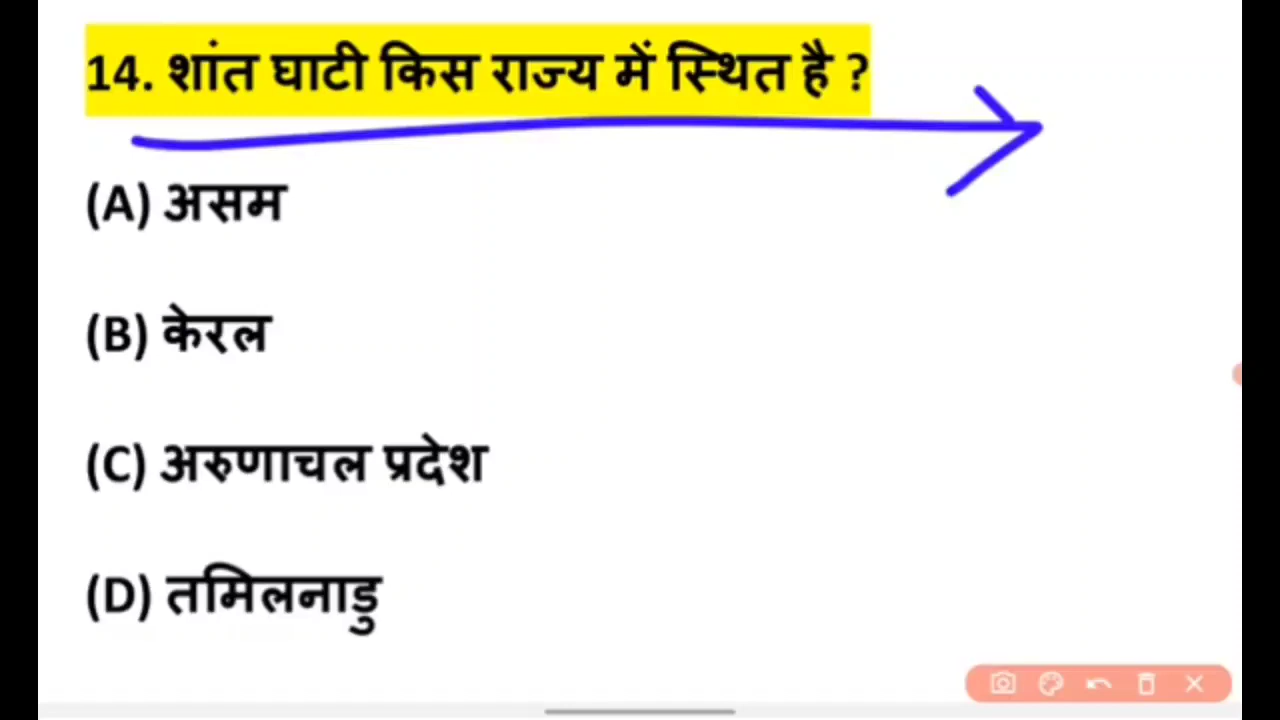 14. शांत घाटी किस राज्य में स्थित है ?
(A) असम
(B) केरल
(C) अरुणाचल प्रदेश
(D) तमिलनाडु